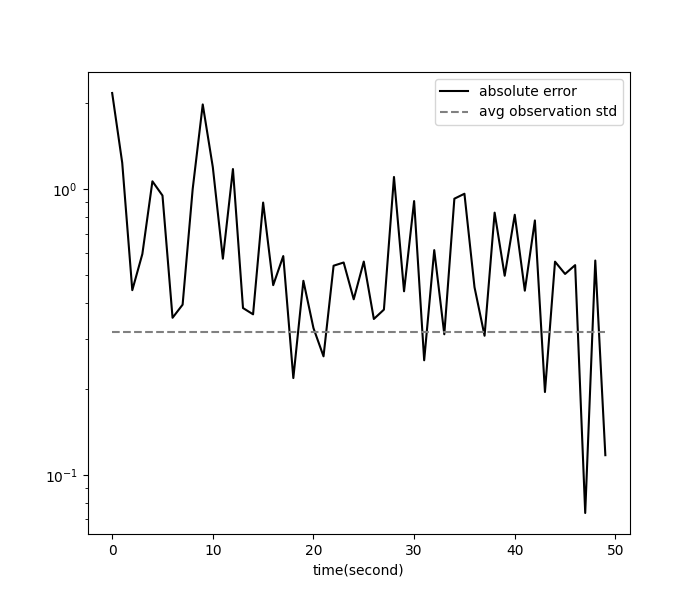 absolute error
avg observation std
10⁰
10⁻¹
0 10 20 30 40 50
time(second)